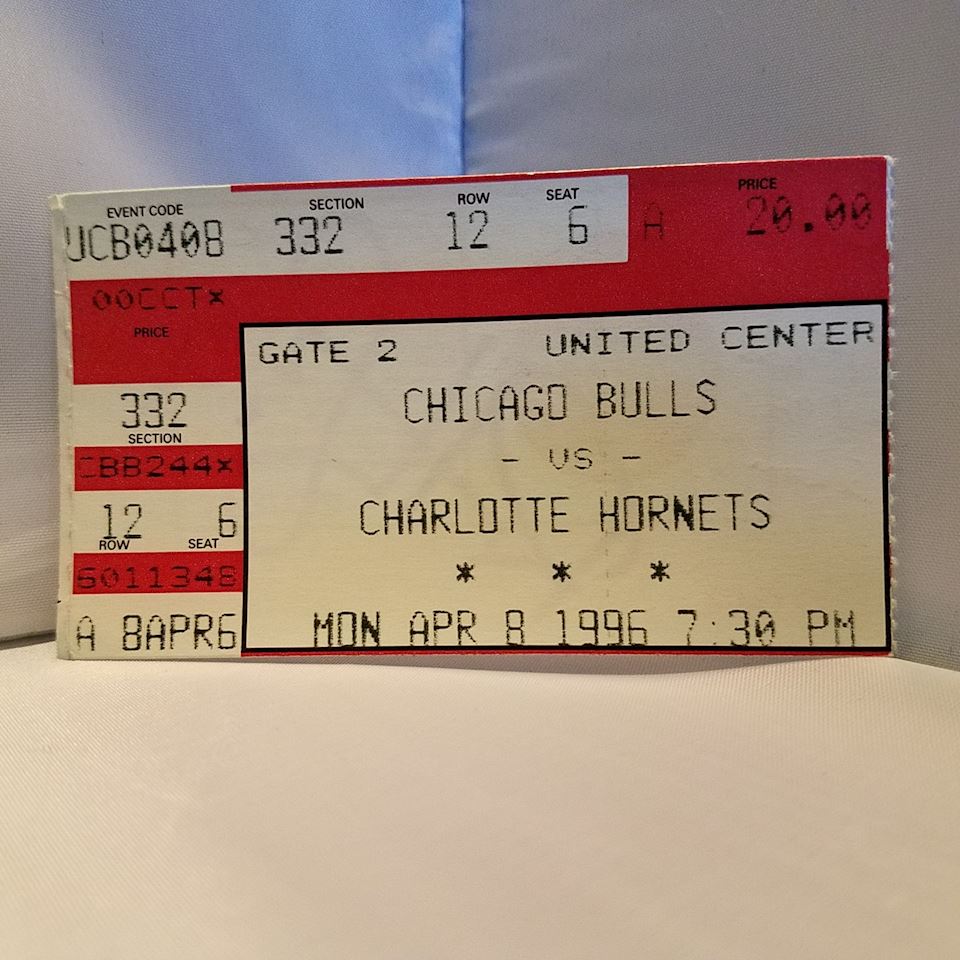 EVENT CODE SECTION ROW SEAT PRICE
UCB0408 332 12 6 A 20.00
00CCT*
PRICE
332
SECTION
CBB244*
12 6
ROW SEAT
6011348
A 8APR6
GATE 2 UNITED CENTER
CHICAGO BULLS
- VS -
CHARLOTTE HORNETS
* * *
MON APR 8 1996 7:30 PM